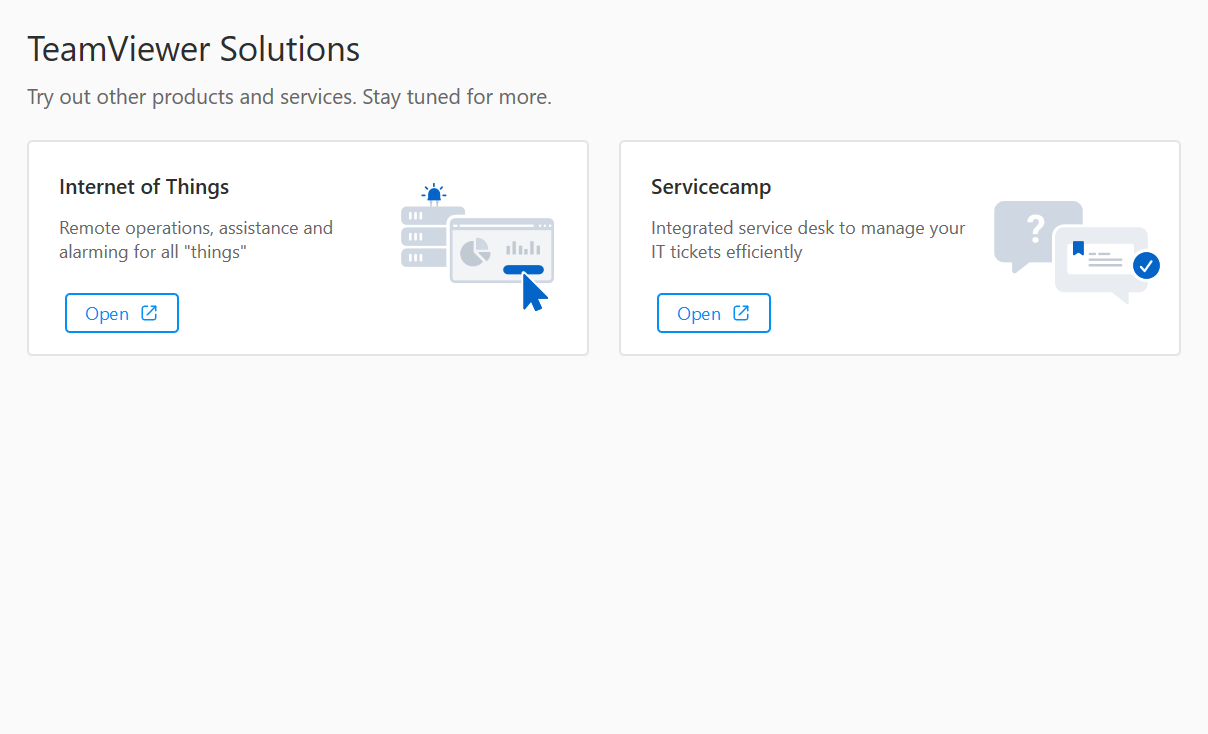 TeamViewer Solutions
Try out other products and services. Stay tuned for more.
Internet of Things
Remote operations, assistance and
alarming for all "things"
Open
Servicecamp
Integrated service desk to manage your
IT tickets efficiently
Open
?